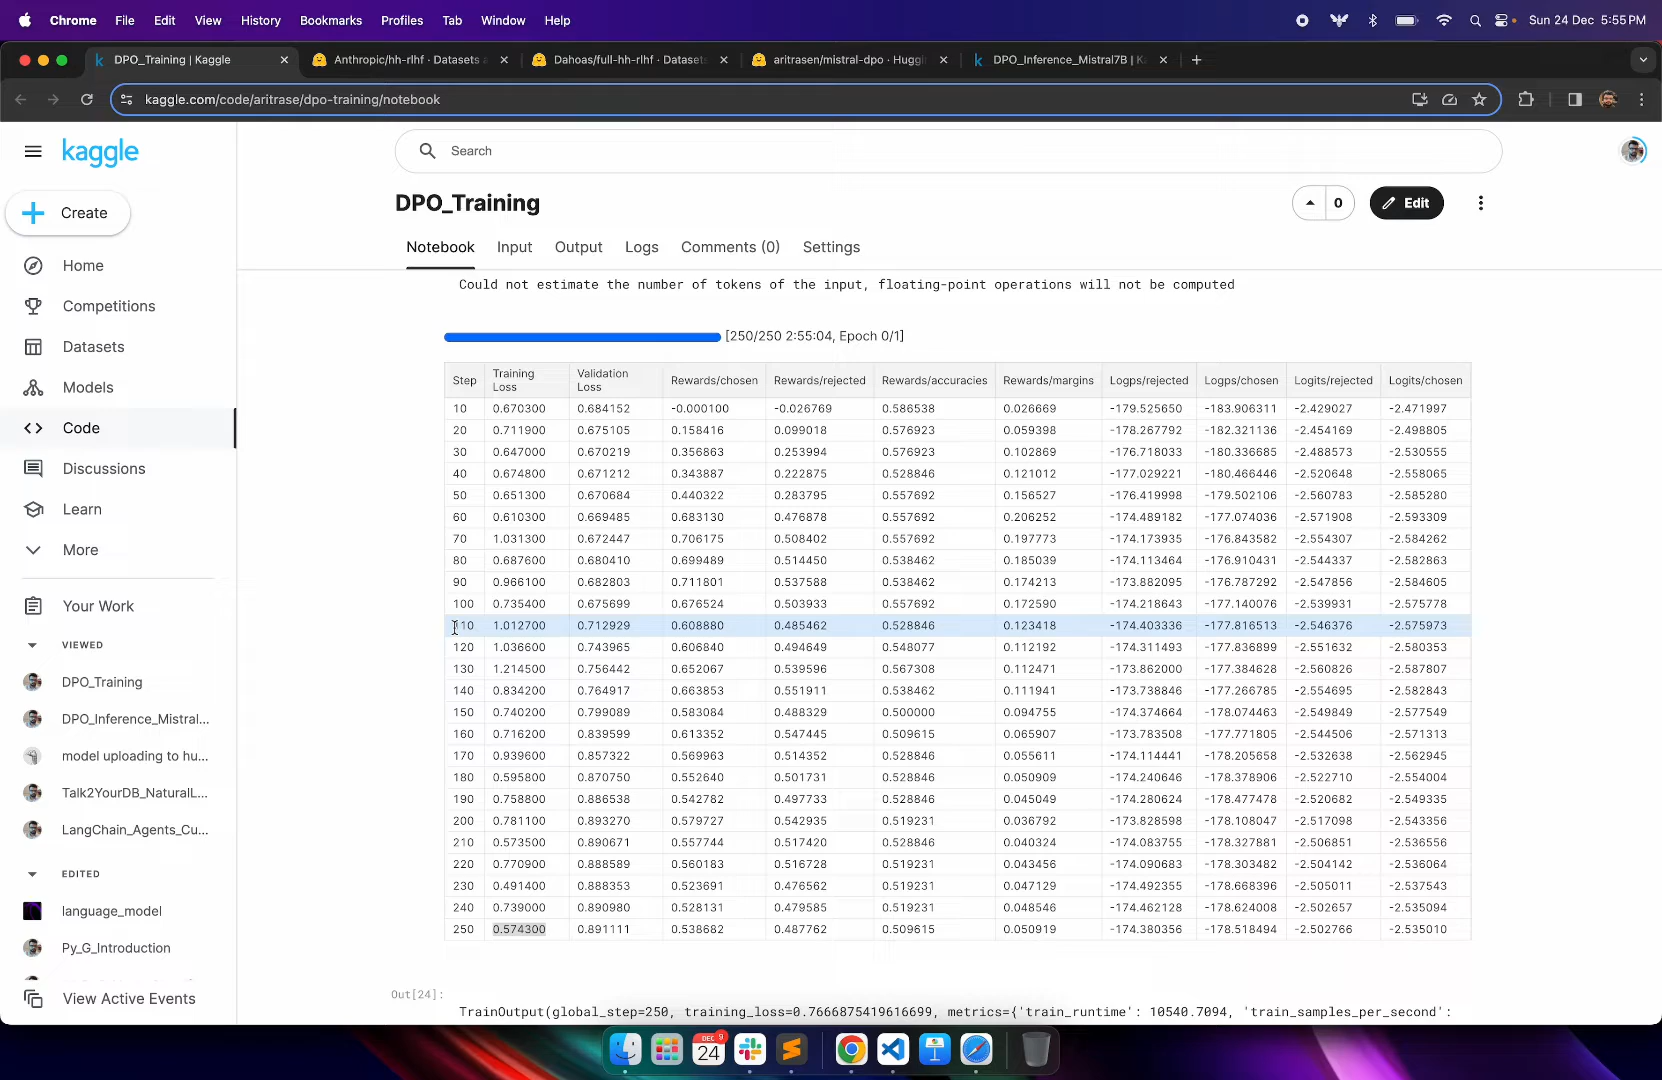 Chrome File Edit View History Bookmarks Profiles Tab Window Help Sun 24 Dec 5:55 PM
DPO_Training | Kaggle Anthropic/hh-rlhf · Datasets Dahoas/full-hh-rlhf · Datasets aritrasen/mistral-dpo · Huggi DPO_Inference_Mistral7B | K
kaggle.com/code/aritrase/dpo-training/notebook
kaggle
Search
Create
DPO_Training
0
Edit
Notebook Input Output Logs Comments (0) Settings
Home
Competitions
Datasets
Models
Code
Discussions
Learn
More
Your Work
VIEWED
DPO_Training
DPO_Inference_Mistral...
model uploading to hu...
Talk2YourDB_NaturalL...
LangChain_Agents_Cu...
EDITED
language_model
Py_G_Introduction
View Active Events
Could not estimate the number of tokens of the input, floating-point operations will not be computed
[250/250 2:55:04, Epoch 0/1]
Step Training Loss Validation Loss Rewards/chosen Rewards/rejected Rewards/accuracies Rewards/margins Logps/rejected Logps/chosen Logits/rejected Logits/chosen
10 0.670300 0.684152 -0.000100 -0.026769 0.586538 0.026669 -179.525650 -183.906311 -2.429027 -2.471997
20 0.711900 0.675105 0.158416 0.099018 0.576923 0.059398 -178.267792 -182.321136 -2.454169 -2.498805
30 0.647000 0.670219 0.356863 0.253994 0.576923 0.102869 -176.718033 -180.336685 -2.488573 -2.530555
40 0.674800 0.671212 0.343887 0.222875 0.528846 0.121012 -177.029221 -180.466446 -2.520648 -2.558065
50 0.651300 0.670684 0.440322 0.283795 0.557692 0.156527 -176.419998 -179.502106 -2.560783 -2.585280
60 0.610300 0.669485 0.683130 0.476878 0.557692 0.206252 -174.489182 -177.074036 -2.571908 -2.593309
70 1.031300 0.672447 0.706175 0.508402 0.557692 0.197773 -174.173935 -176.843582 -2.554307 -2.584262
80 0.687600 0.680410 0.699489 0.514450 0.538462 0.185039 -174.113464 -176.910431 -2.544337 -2.582863
90 0.966100 0.682803 0.711801 0.537588 0.538462 0.174213 -173.882095 -176.787292 -2.547856 -2.584605
100 0.735400 0.675699 0.676524 0.503933 0.557692 0.172590 -174.218643 -177.140076 -2.539931 -2.575778
110 1.012700 0.712929 0.608880 0.485462 0.528846 0.123418 -174.403336 -177.816513 -2.546376 -2.575973
120 1.036600 0.743965 0.606840 0.494649 0.548077 0.112192 -174.311493 -177.836899 -2.551632 -2.580353
130 1.214500 0.756442 0.652067 0.539596 0.567308 0.112471 -173.862000 -177.384628 -2.560826 -2.587807
140 0.834200 0.764917 0.663853 0.551911 0.538462 0.111941 -173.738846 -177.266785 -2.554695 -2.582843
150 0.740200 0.799089 0.583084 0.488329 0.500000 0.094755 -174.374664 -178.074463 -2.549849 -2.577549
160 0.716200 0.839599 0.613352 0.547445 0.509615 0.065907 -173.783508 -177.771805 -2.544506 -2.571313
170 0.939600 0.857322 0.569963 0.514352 0.528846 0.055611 -174.114441 -178.205658 -2.532638 -2.562945
180 0.595800 0.870750 0.552640 0.501731 0.528846 0.050909 -174.240646 -178.378906 -2.522710 -2.554004
190 0.758800 0.886538 0.542782 0.497733 0.528846 0.045049 -174.280624 -178.477478 -2.520682 -2.549335
200 0.781100 0.893270 0.579727 0.542935 0.519231 0.036792 -173.828598 -178.108047 -2.517098 -2.543356
210 0.573500 0.890671 0.557744 0.517420 0.528846 0.040324 -174.083755 -178.327881 -2.506851 -2.536556
220 0.770900 0.888589 0.560183 0.516728 0.519231 0.043456 -174.090683 -178.303482 -2.504142 -2.536064
230 0.491400 0.888353 0.523691 0.476562 0.519231 0.047129 -174.492355 -178.668396 -2.505011 -2.537543
240 0.739000 0.890980 0.528131 0.479585 0.519231 0.048546 -174.462128 -178.624008 -2.502657 -2.535094
250 0.574300 0.891111 0.538682 0.487762 0.509615 0.050919 -174.380356 -178.518494 -2.502766 -2.535010
Out[24]:
TrainOutput(global_step=250, training_loss=0.7666875419616699, metrics={'train_runtime': 10540.7094, 'train_samples_per_second':
DEC 24 9